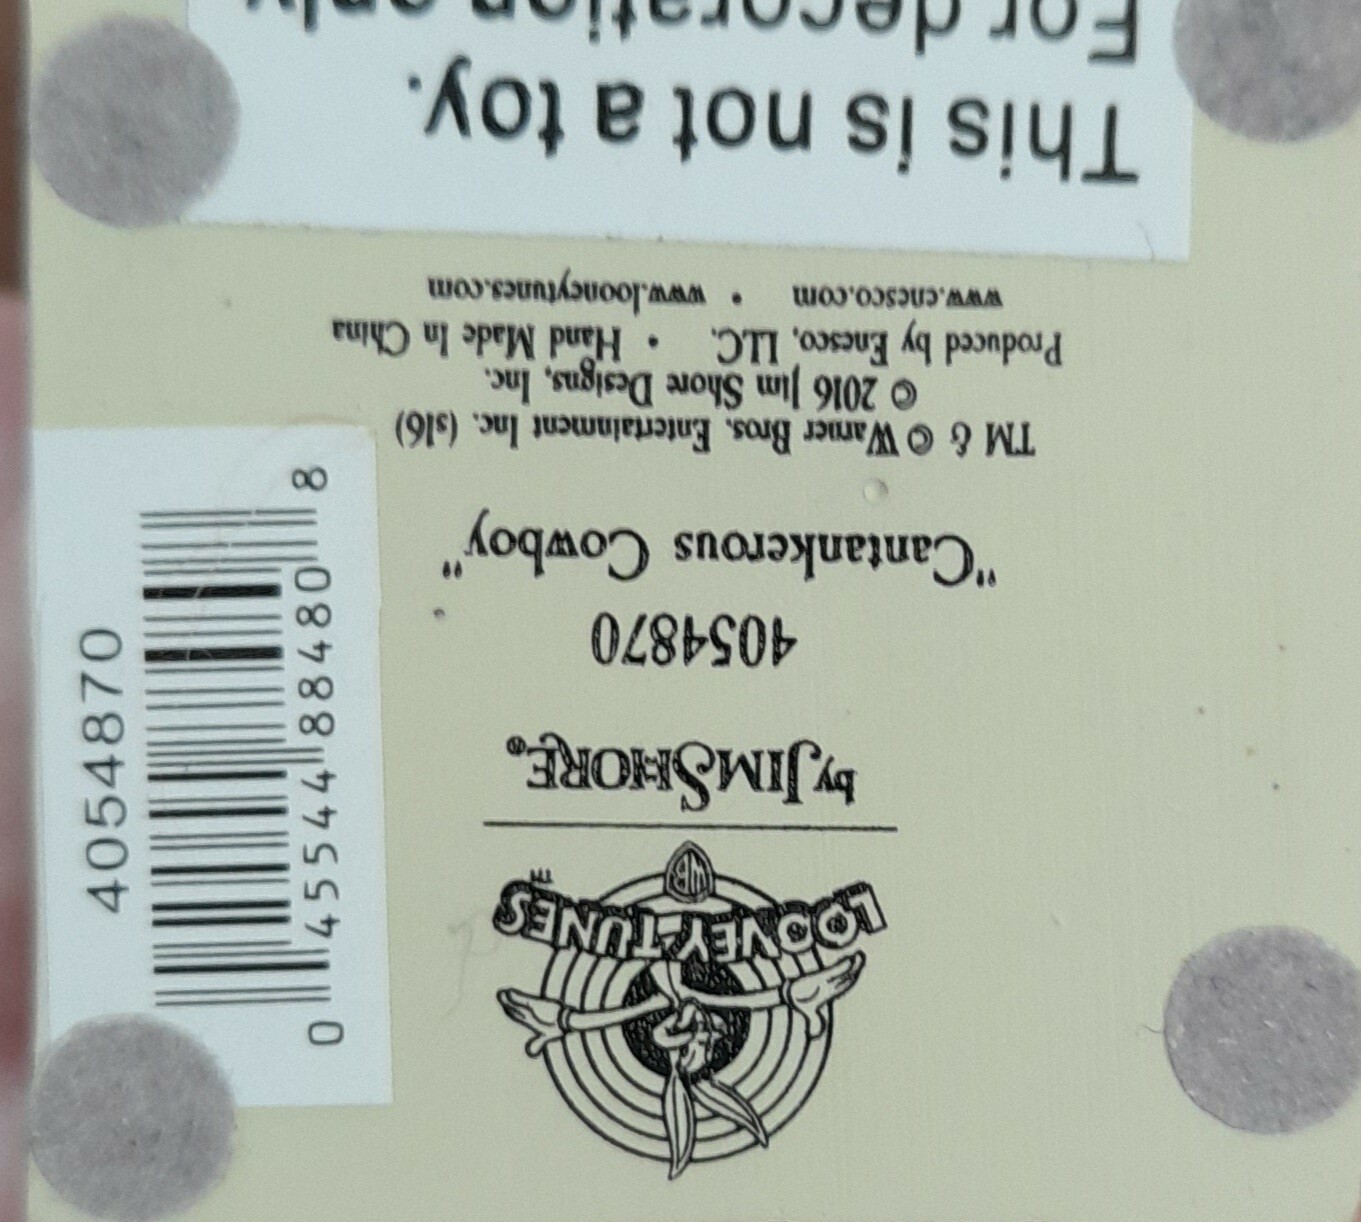 LOONEY TUNES ™
WB
by JIM SHORE®
4054870
"Cantankerous Cowboy"
TM & © Warner Bros. Entertainment Inc. (s16)
© 2016 Jim Shore Designs, Inc.
Produced by Enesco, LLC. • Hand Made In China
www.enesco.com • www.looneytunes.com
This is not a toy.
For decoration only
4054870
0 45544 88480 8